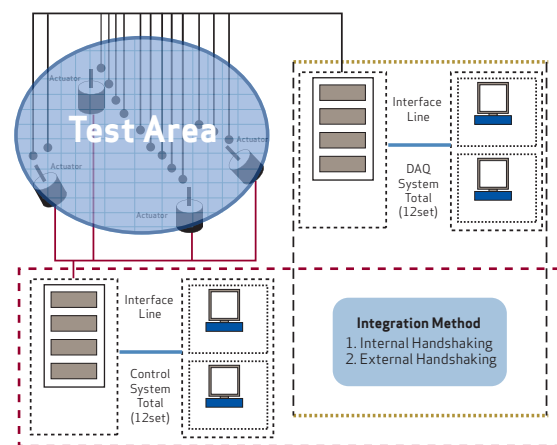 Actuator
Test Area
Actuator
Actuator
Actuator
Interface
Line
DAQ
System
Total
(12set)
Interface
Line
Control
System
Total
(12set)
Integration Method
1. Internal Handshaking
2. External Handshaking